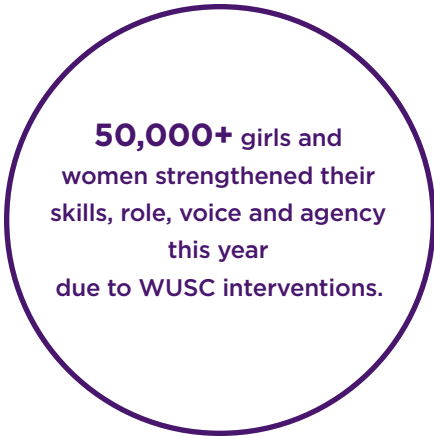 50,000+ girls and
women strengthened their
skills, role, voice and agency
this year
due to WUSC interventions.